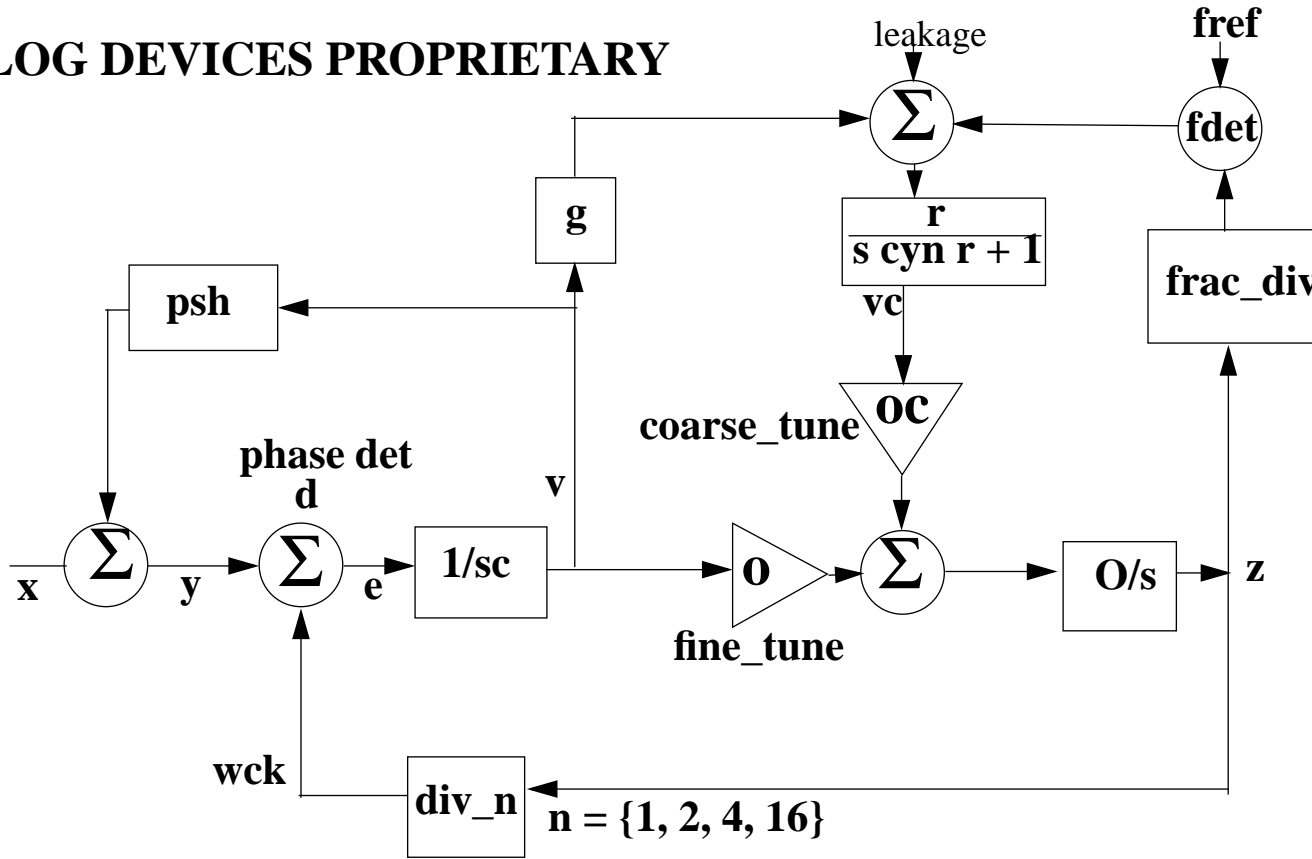 LOG DEVICES PROPRIETARY
leakage
fref
Σ
fdet
g
r
s cyn r + 1
psh
vc
frac_div
oc
coarse_tune
phase det
d
v
Σ
Σ
1/sc
o
Σ
O/s
z
x
y
e
fine_tune
wck
div_n
n = {1, 2, 4, 16}